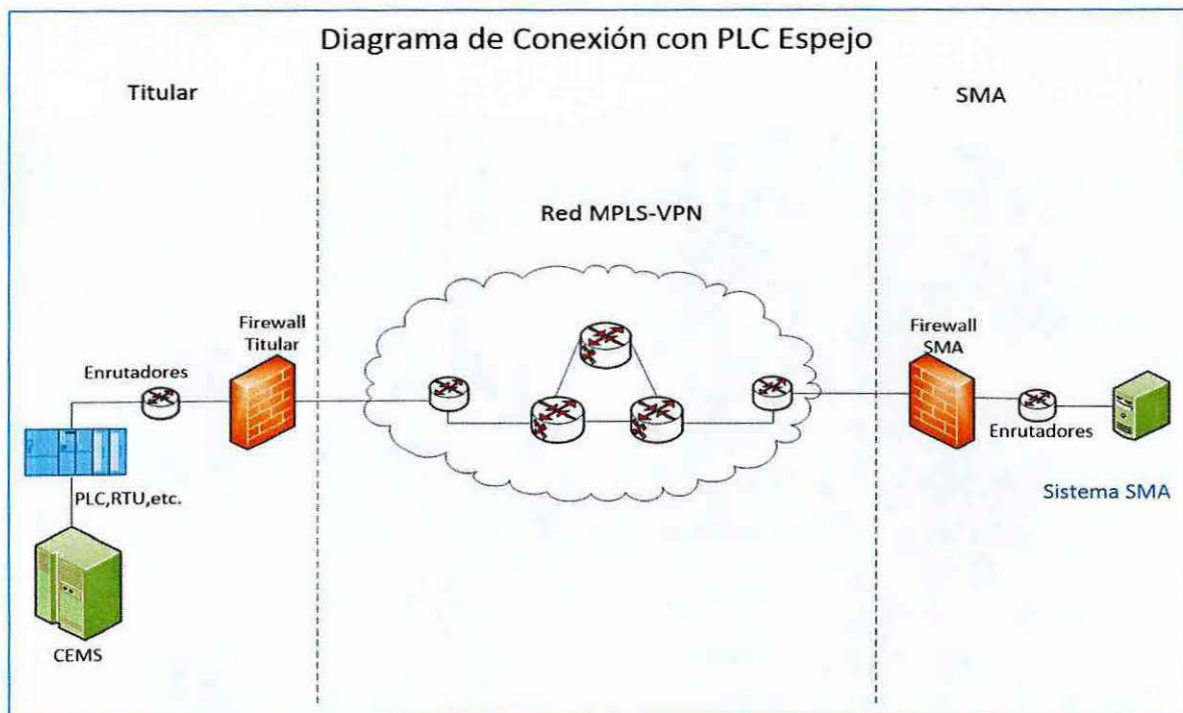 Diagrama de Conexión con PLC Espejo
Titular
SMA
Red MPLS-VPN
Firewall
Titular
Enrutadores
PLC,RTU,etc.
CEMS
Firewall
SMA
Enrutadores
Sistema SMA